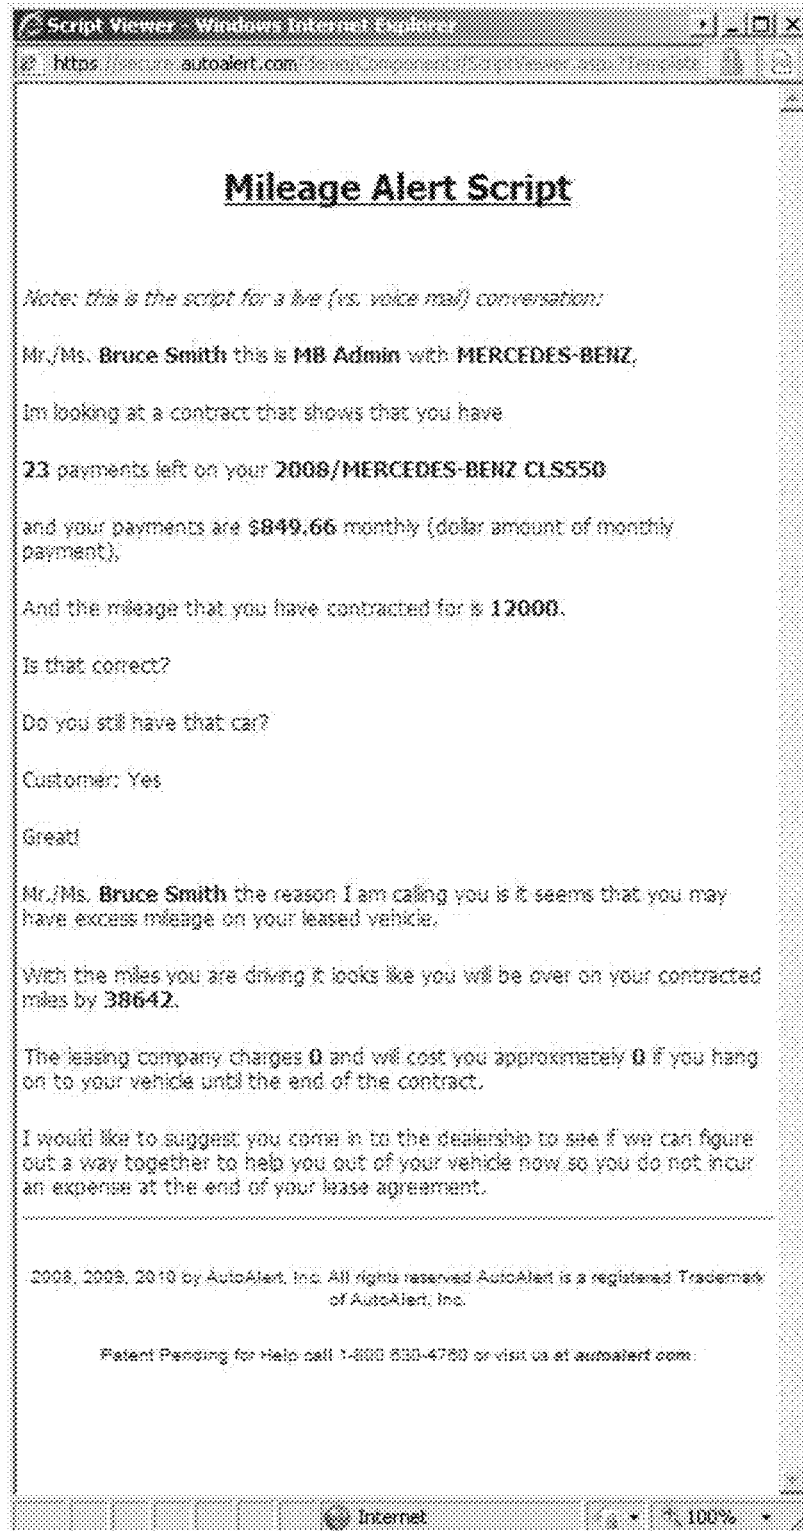 Script Viewer - Windows Internet Explorer
https://secure.autoalert.com/demo/Components/ScriptViewer.aspx?Template
Mileage Alert Script
Note: this is the script for a live (vs. voice mail) conversation:
Mr./Ms. Bruce Smith this is MB Admin with MERCEDES-BENZ,
Im looking at a contract that shows that you have
23 payments left on your 2008/MERCEDES-BENZ CLS550
and your payments are $849.66 monthly (dollar amount of monthly
payment),
And the mileage that you have contracted for is 12000.
Is that correct?
Do you still have that car?
Customer: Yes
Great!
Mr./Ms. Bruce Smith the reason I am calling you is it seems that you may
have excess mileage on your leased vehicle.
With the miles you are driving it looks like you will be over on your contracted
miles by 38642.
The leasing company charges 0 and will cost you approximately 0 if you hang
on to your vehicle until the end of the contract.
I would like to suggest you come in to the dealership to see if we can figure
out a way together to help you out of your vehicle now so you do not incur
an expense at the end of your lease agreement.
2008, 2009, 2010 by AutoAlert, Inc. All rights reserved AutoAlert is a registered Trademark
of AutoAlert, Inc.
Patent Pending for Help call 1-800 630-4760 or visit us at autoalert.com.
Internet
100%